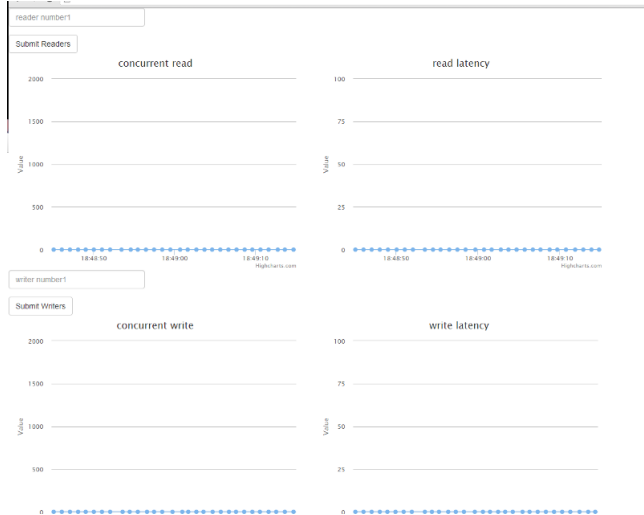 reader number1
Submit Readers
concurrent read
read latency
2000
1500
1000
500
0
Value
18:48:50
18:49:00
18:49:10
Highcharts.com
100
75
50
25
0
Value
18:48:50
18:49:00
18:49:10
Highcharts.com
writer number1
Submit Writers
concurrent write
write latency
2000
1500
1000
500
0
Value
100
75
50
25
0
Value